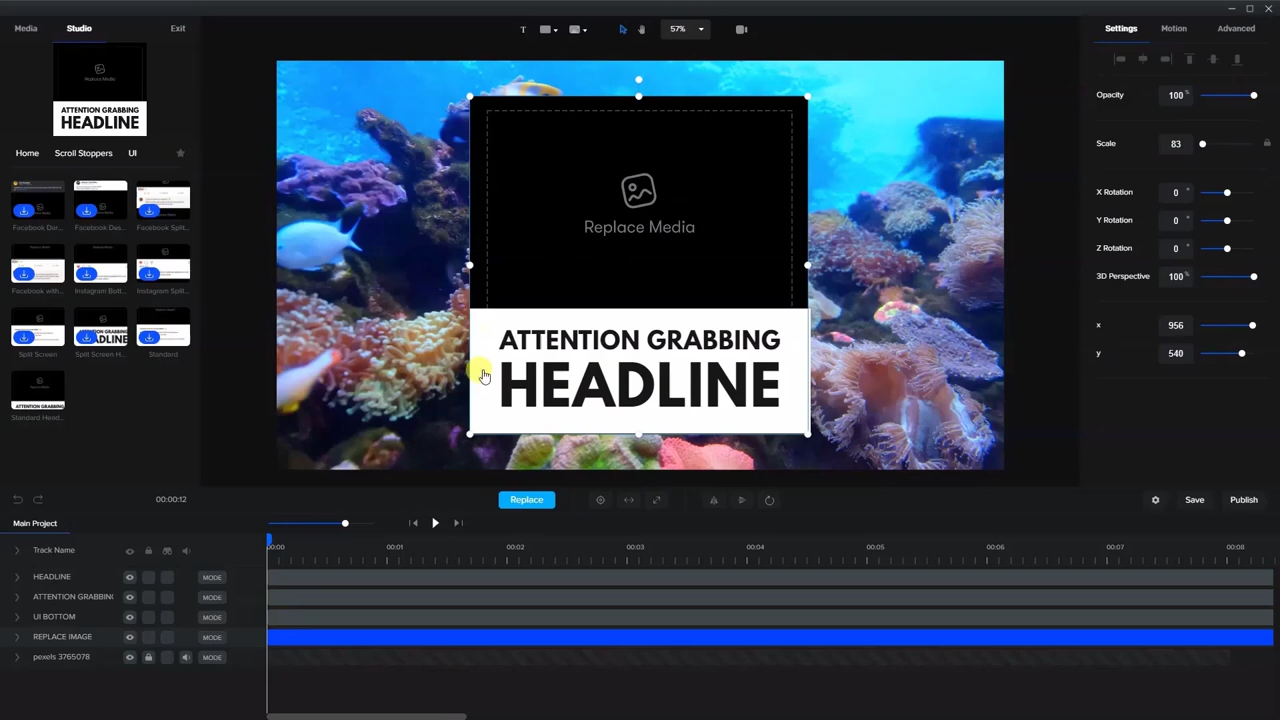 Media Studio Exit
57%
Settings Motion Advanced
Replace Media
ATTENTION GRABBING
HEADLINE
Home Scroll Stoppers UI
Facebook Dar...
Facebook Des...
Facebook Split...
Facebook with...
Instagram Bott...
Instagram Split...
Split Screen
Split Screen H...
Standard
Standard Head...
Replace Media
ATTENTION GRABBING
HEADLINE
Opacity 100 %
Scale 83
X Rotation 0 °
Y Rotation 0 °
Z Rotation 0 °
3D Perspective 100 %
x 956
y 540
00:00:12
Replace
Save
Publish
Main Project
Track Name
00:00 00:01 00:02 00:03 00:04 00:05 00:06 00:07 00:08
HEADLINE MODE
ATTENTION GRABBING MODE
UI BOTTOM MODE
REPLACE IMAGE MODE
pexels 3765078 MODE